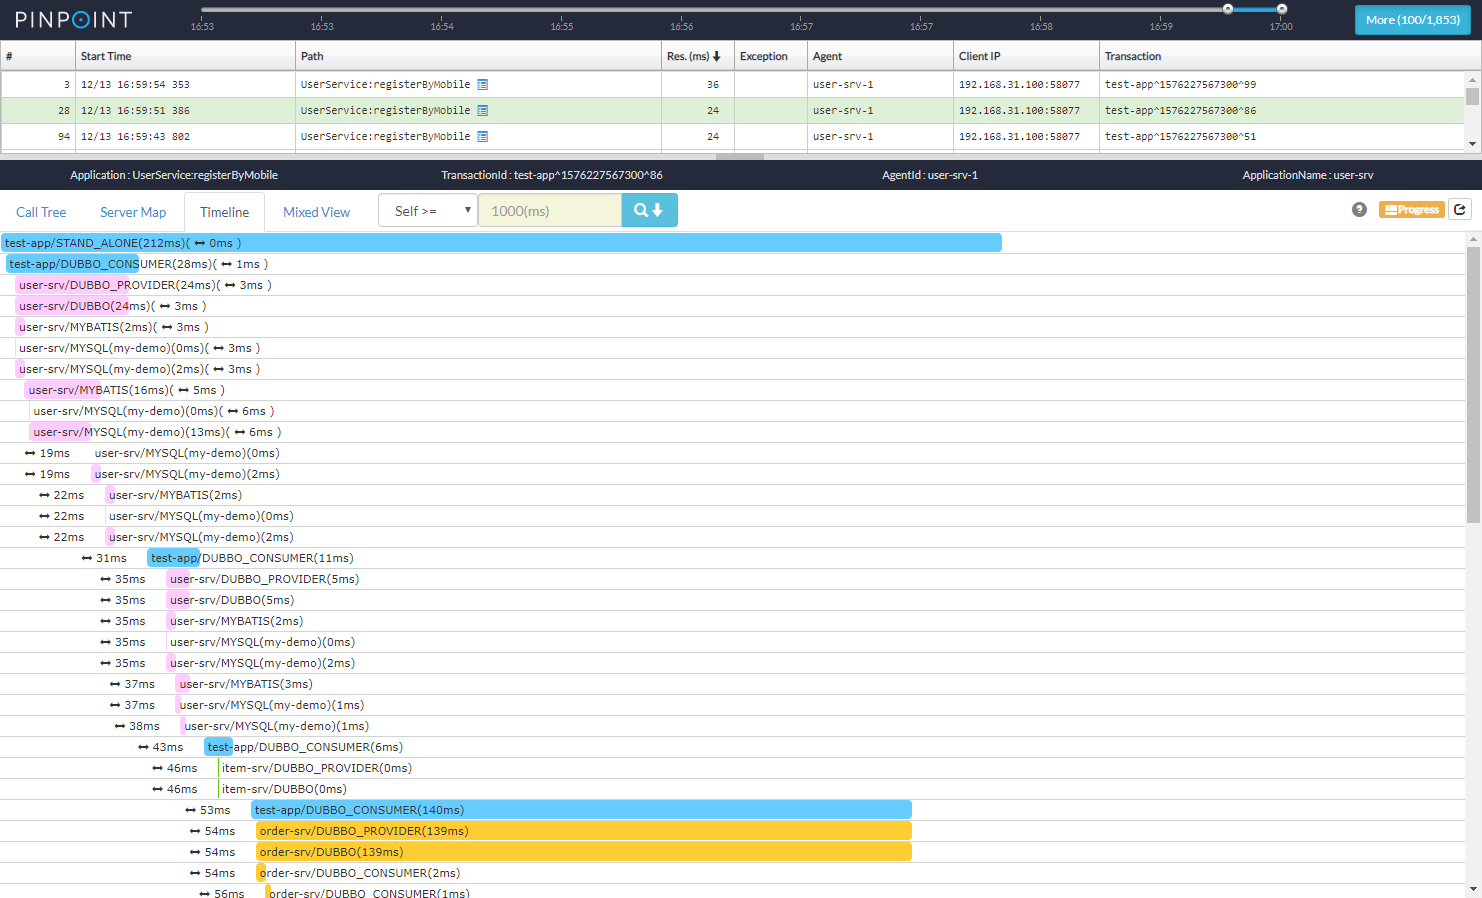 PINPOINT
16:53 16:53 16:54 16:55 16:56 16:57 16:57 16:58 16:59 17:00
More (100/1,853)
# Start Time Path Res. (ms) Exception Agent Client IP Transaction
3 12/13 16:59:54 353 UserService:registerByMobile 36 user-srv-1 192.168.31.100:58077 test-app^1576227567300^99
28 12/13 16:59:51 386 UserService:registerByMobile 24 user-srv-1 192.168.31.100:58077 test-app^1576227567300^86
94 12/13 16:59:43 802 UserService:registerByMobile 24 user-srv-1 192.168.31.100:58077 test-app^1576227567300^51
Application : UserService:registerByMobile TransactionId : test-app^1576227567300^86 AgentId : user-srv-1 ApplicationName : user-srv
Call Tree Server Map Timeline Mixed View Self >= 1000(ms) ? Progress
test-app/STAND_ALONE(212ms)( ↔ 0ms )
test-app/DUBBO_CONSUMER(28ms)( ↔ 1ms )
user-srv/DUBBO_PROVIDER(24ms)( ↔ 3ms )
user-srv/DUBBO(24ms)( ↔ 3ms )
user-srv/MYBATIS(2ms)( ↔ 3ms )
user-srv/MYSQL(my-demo)(0ms)( ↔ 3ms )
user-srv/MYSQL(my-demo)(2ms)( ↔ 3ms )
user-srv/MYBATIS(16ms)( ↔ 5ms )
user-srv/MYSQL(my-demo)(0ms)( ↔ 6ms )
user-srv/MYSQL(my-demo)(13ms)( ↔ 6ms )
↔ 19ms user-srv/MYSQL(my-demo)(0ms)
↔ 19ms user-srv/MYSQL(my-demo)(2ms)
↔ 22ms user-srv/MYBATIS(2ms)
↔ 22ms user-srv/MYSQL(my-demo)(0ms)
↔ 22ms user-srv/MYSQL(my-demo)(2ms)
↔ 31ms test-app/DUBBO_CONSUMER(11ms)
↔ 35ms user-srv/DUBBO_PROVIDER(5ms)
↔ 35ms user-srv/DUBBO(5ms)
↔ 35ms user-srv/MYBATIS(2ms)
↔ 35ms user-srv/MYSQL(my-demo)(0ms)
↔ 35ms user-srv/MYSQL(my-demo)(2ms)
↔ 37ms user-srv/MYBATIS(3ms)
↔ 37ms user-srv/MYSQL(my-demo)(1ms)
↔ 38ms user-srv/MYSQL(my-demo)(1ms)
↔ 43ms test-app/DUBBO_CONSUMER(6ms)
↔ 46ms item-srv/DUBBO_PROVIDER(0ms)
↔ 46ms item-srv/DUBBO(0ms)
↔ 53ms test-app/DUBBO_CONSUMER(140ms)
↔ 54ms order-srv/DUBBO_PROVIDER(139ms)
↔ 54ms order-srv/DUBBO(139ms)
↔ 54ms order-srv/DUBBO_CONSUMER(2ms)
↔ 56ms order-srv/DUBBO_CONSUMER(1ms)